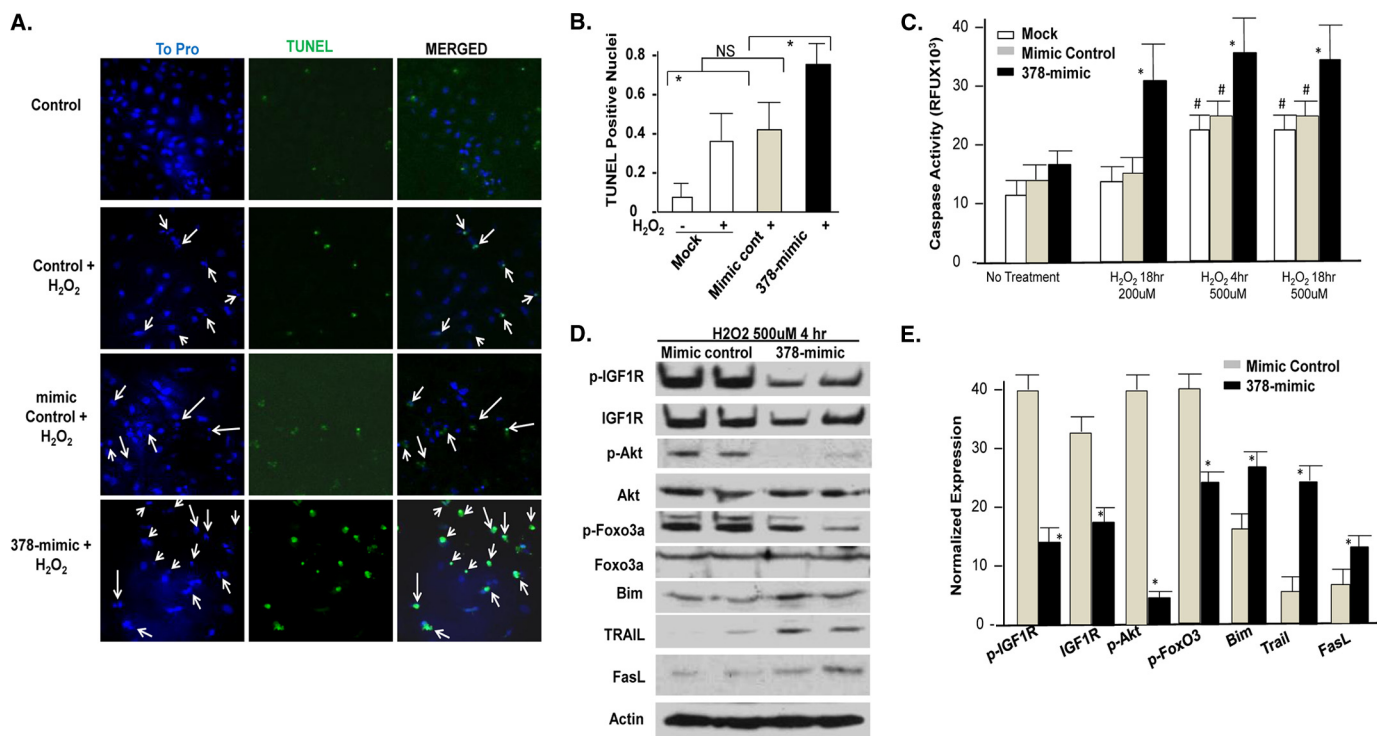 A.
To Pro TUNEL MERGED
Control
Control +
H₂O₂
mimic
Control +
H₂O₂
378-mimic +
H₂O₂
B.
TUNEL Positive Nuclei
0.8
0.6
0.4
0.2
0
*
NS
*
H₂O₂ - + + +
Mock
Mimic cont
378-mimic
C.
Caspase Activity (RFUX10³)
40
30
20
10
0
Mock
Mimic Control
378-mimic
*
# # *
# # *
No Treatment
H₂O₂ 18hr
200uM
H₂O₂ 4hr
500uM
H₂O₂ 18hr
500uM
D.
H2O2 500uM 4 hr
Mimic control 378-mimic
p-IGF1R
IGF1R
p-Akt
Akt
p-Foxo3a
Foxo3a
Bim
TRAIL
FasL
Actin
E.
Normalized Expression
40
30
20
10
0
Mimic Control
378-mimic
* * * * * * *
p-IGF1R
IGF1R
p-Akt
p-FoxO3
Bim
Trail
FasL